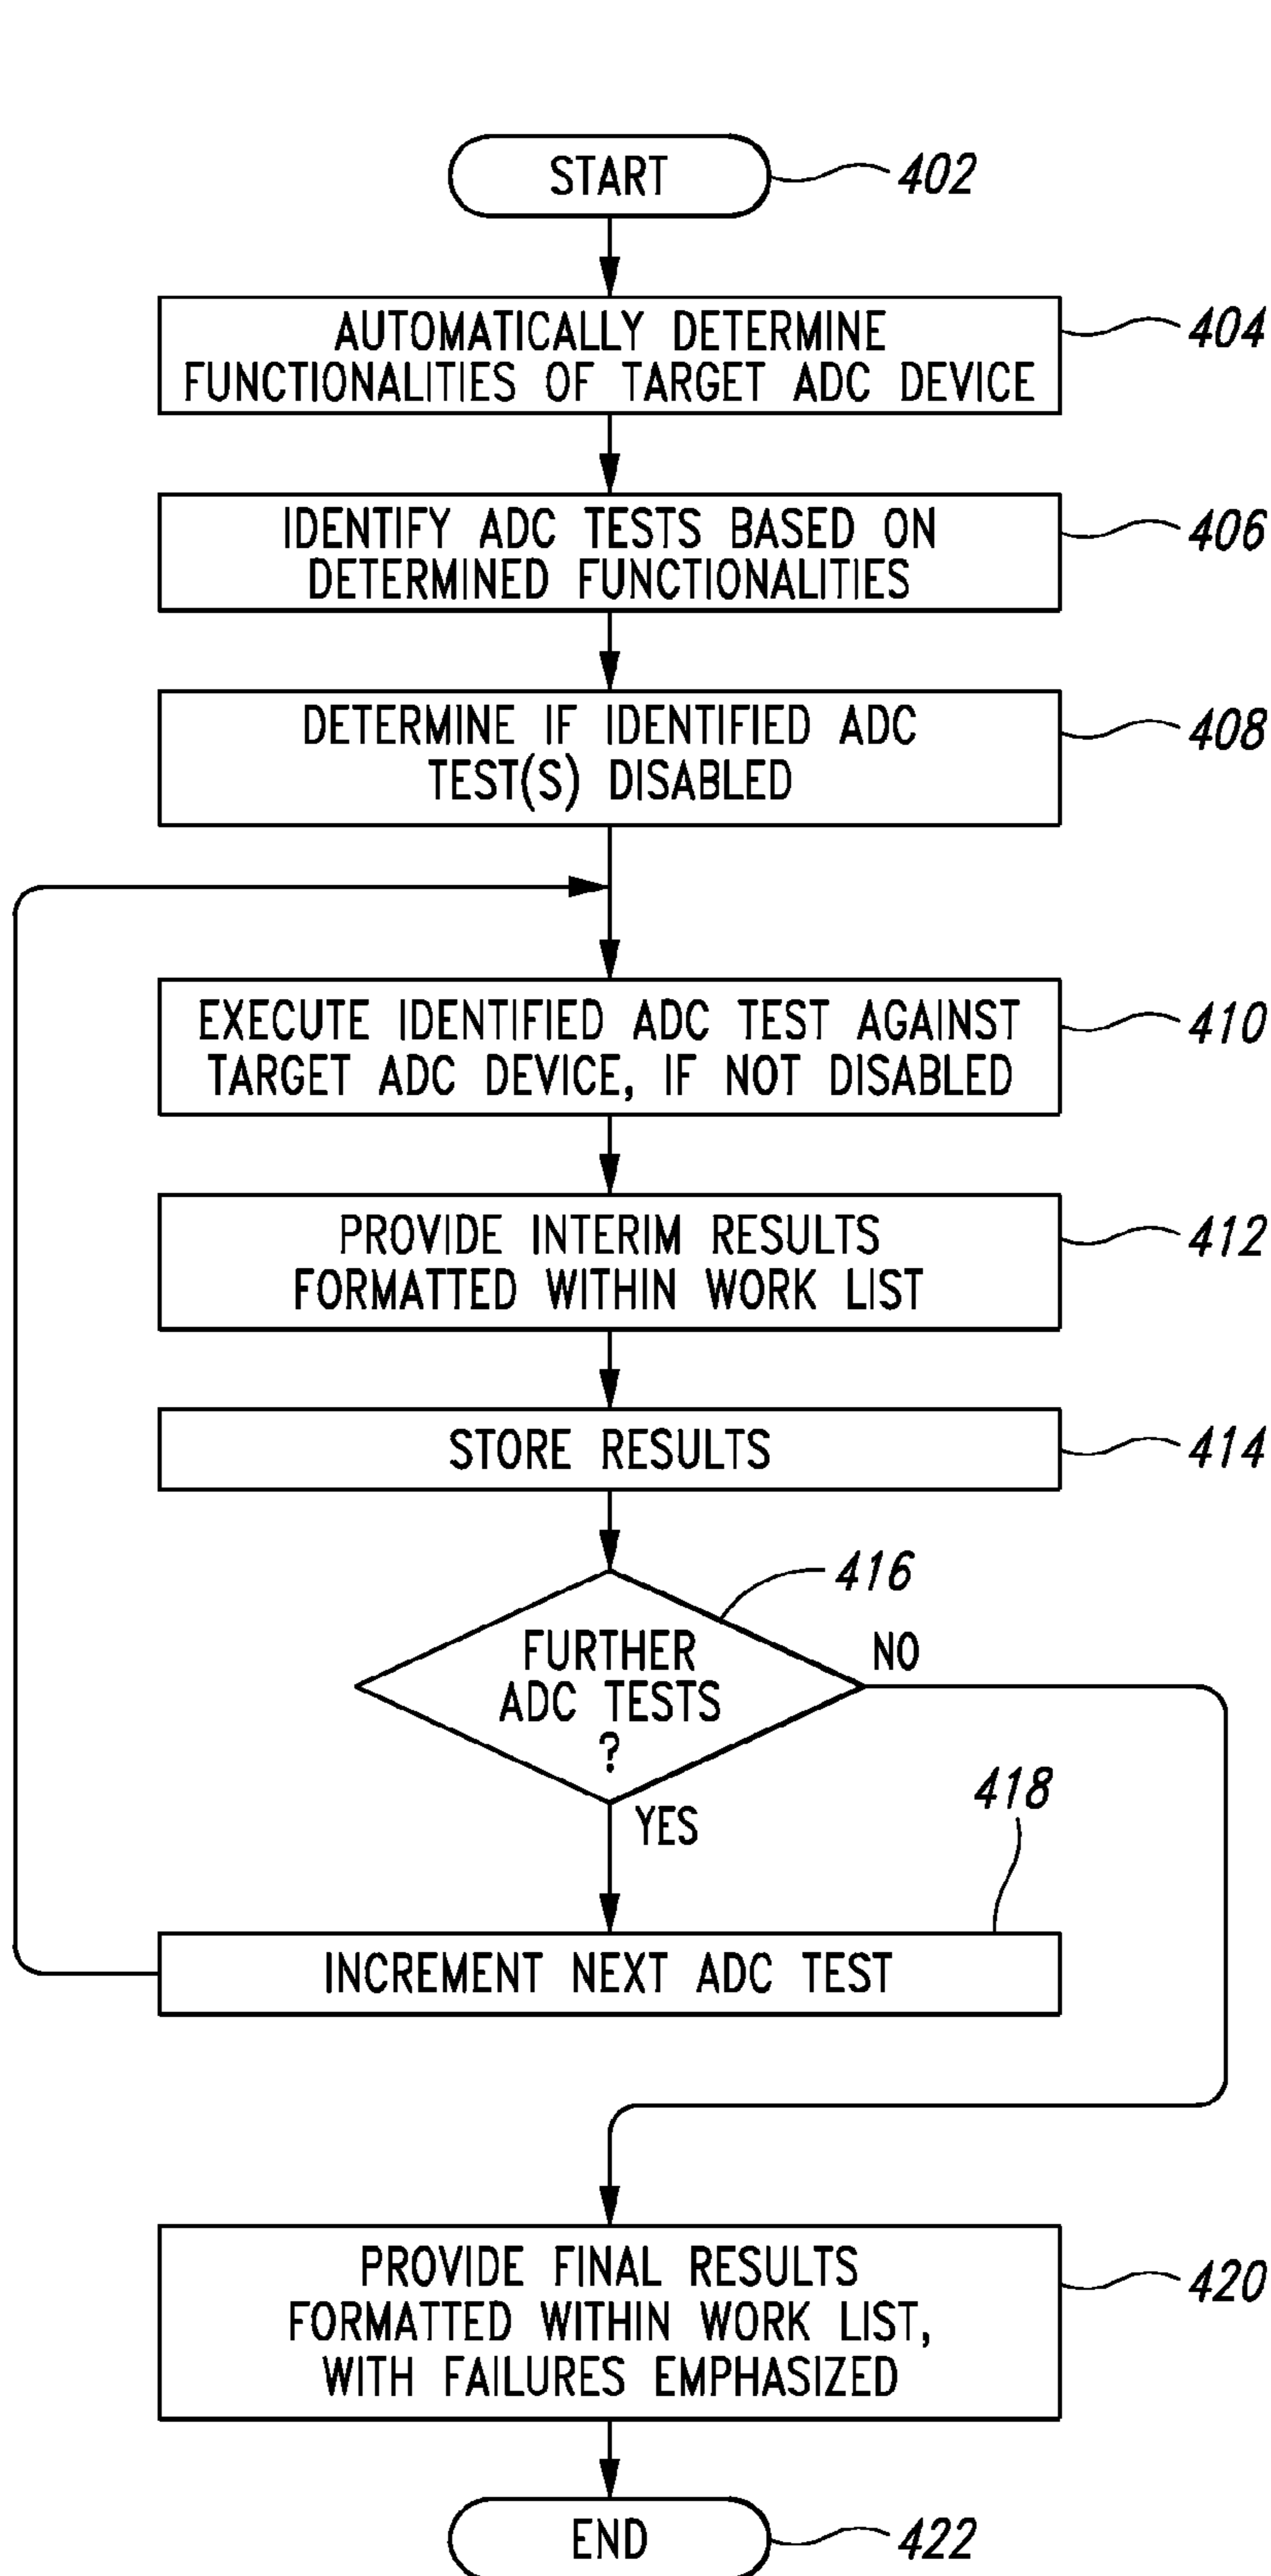 START
402
AUTOMATICALLY DETERMINE
FUNCTIONALITIES OF TARGET ADC DEVICE
404
IDENTIFY ADC TESTS BASED ON
DETERMINED FUNCTIONALITIES
406
DETERMINE IF IDENTIFIED ADC
TEST(S) DISABLED
408
EXECUTE IDENTIFIED ADC TEST AGAINST
TARGET ADC DEVICE, IF NOT DISABLED
410
PROVIDE INTERIM RESULTS
FORMATTED WITHIN WORK LIST
412
STORE RESULTS
414
416
FURTHER
ADC TESTS
?
NO
YES
418
INCREMENT NEXT ADC TEST
PROVIDE FINAL RESULTS
FORMATTED WITHIN WORK LIST,
WITH FAILURES EMPHASIZED
420
END
422